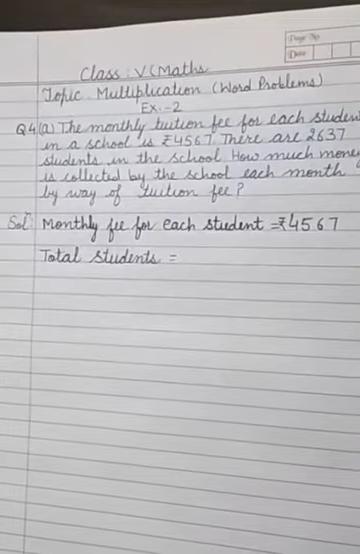 Page No.
Date
Class : V (Maths
Topic Multiplication (Word Problems)
Ex.-2
Q4 (a) The monthly tuition fee for each student
in a school is ₹4567. There are 2637
students in the school. How much money
is collected by the school each month
by way of tuition fee?
Sol: Monthly fee for each student =₹4567
Total students =